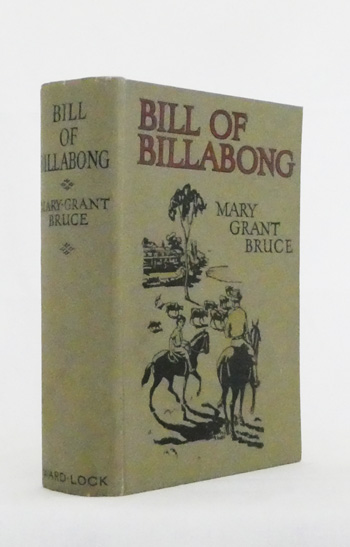 BILL
OF
BILLABONG
MARY-GRANT
BRUCE
WARD-LOCK
BILL OF
BILLABONG
MARY
GRANT
BRUCE